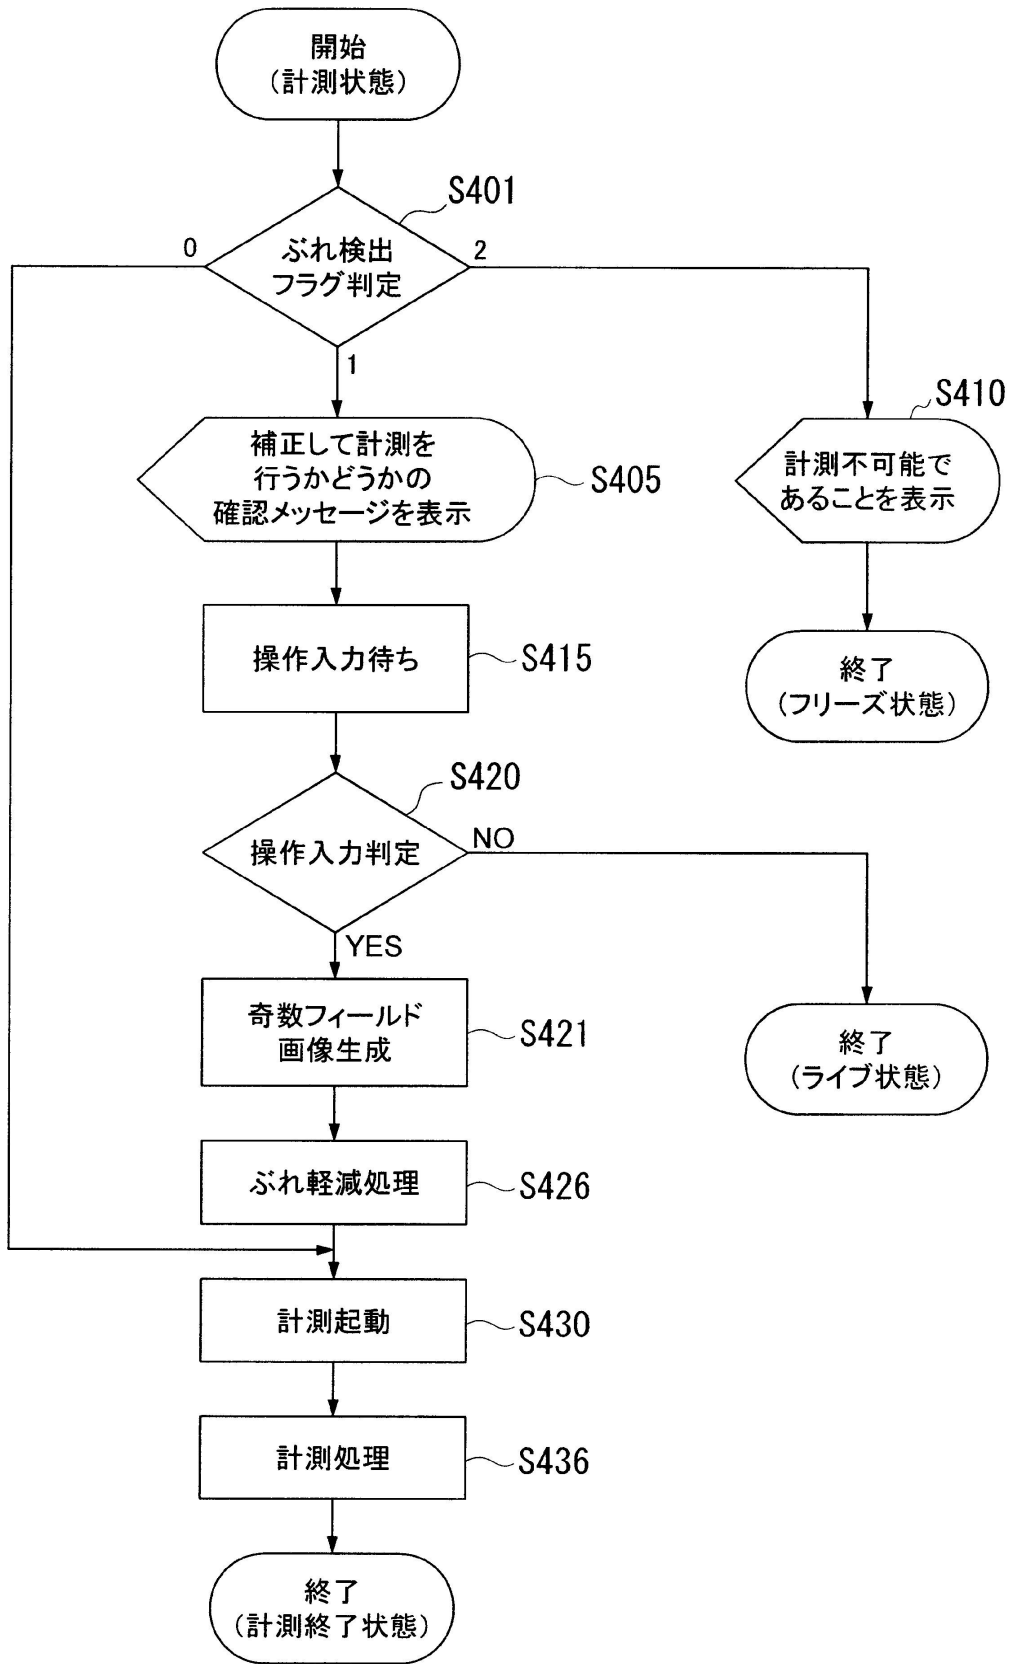 開始
(計測状態)
S401
ぶれ検出
フラグ判定
0
2
1
補正して計測を
行うかどうかの
確認メッセージを表示
S405
S410
計測不可能で
あることを表示
操作入力待ち
S415
終了
(フリーズ状態)
S420
操作入力判定
NO
YES
奇数フィールド
画像生成
S421
終了
(ライブ状態)
ぶれ軽減処理
S426
計測起動
S430
計測処理
S436
終了
(計測終了状態)